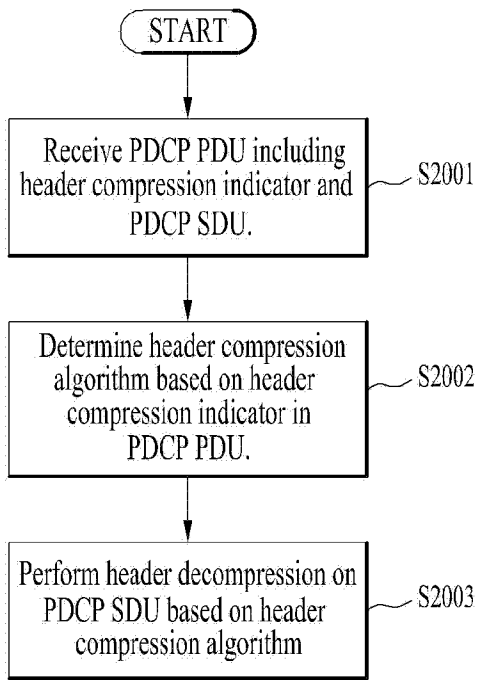 START
Receive PDCP PDU including
header compression indicator and
PDCP SDU.
S2001
Determine header compression
algorithm based on header
compression indicator in
PDCP PDU.
S2002
Perform header decompression on
PDCP SDU based on header
compression algorithm
S2003